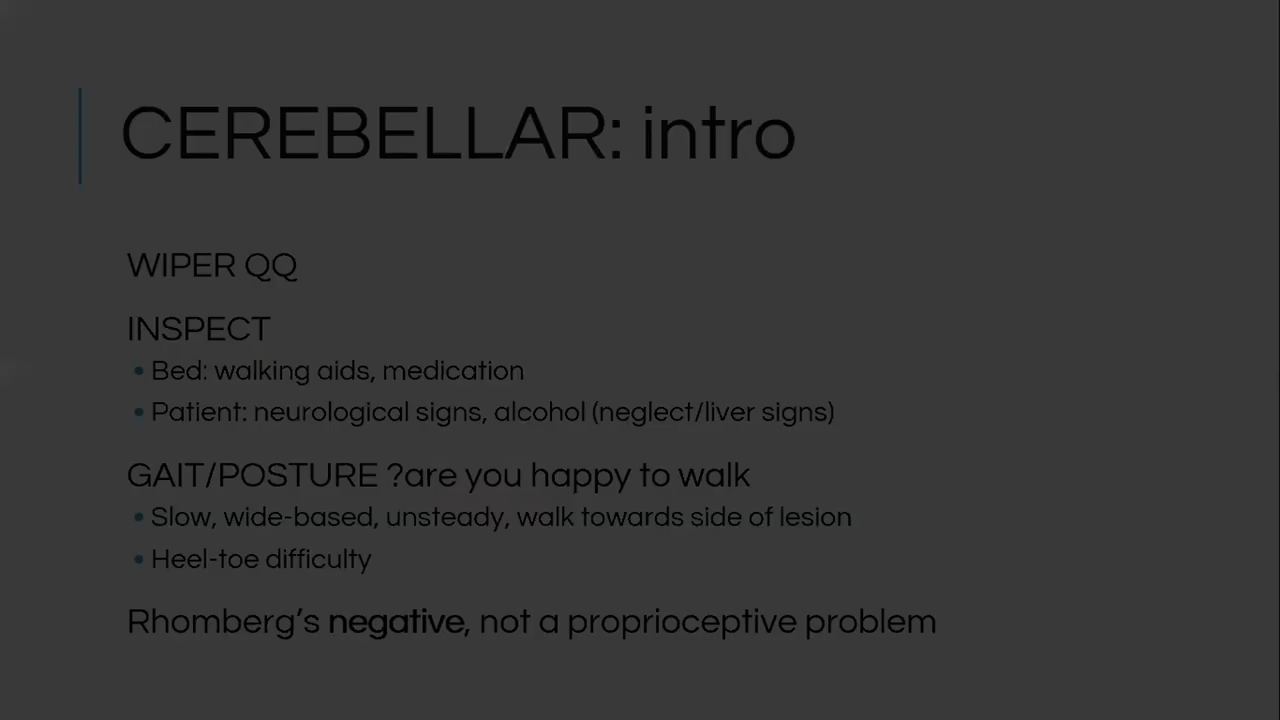 CEREBELLAR: intro
WIPER QQ
INSPECT
• Bed: walking aids, medication
• Patient: neurological signs, alcohol (neglect/liver signs)
GAIT/POSTURE ?are you happy to walk
• Slow, wide-based, unsteady, walk towards side of lesion
• Heel-toe difficulty
Rhomberg’s negative, not a proprioceptive problem